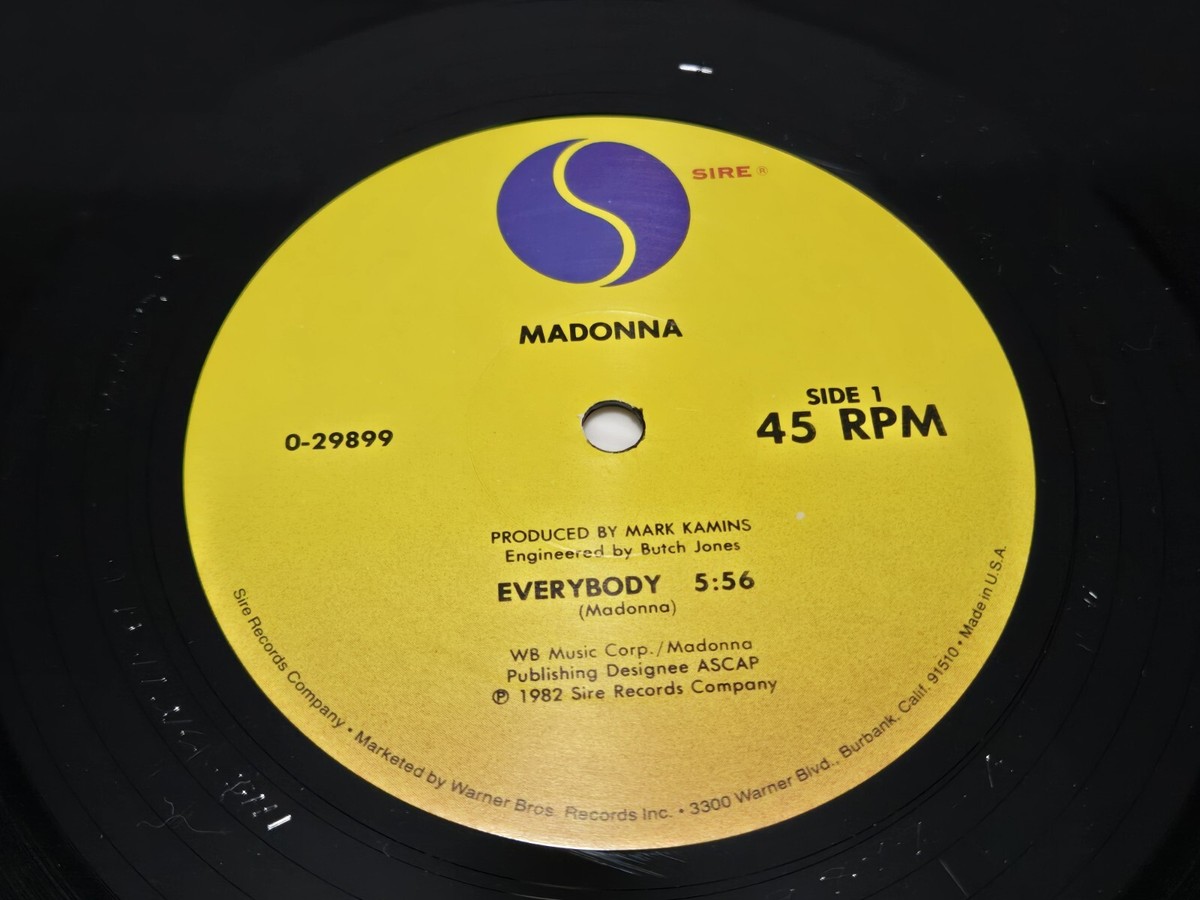 SIRE ®
MADONNA
SIDE 1
45 RPM
0-29899
PRODUCED BY MARK KAMINS
Engineered by Butch Jones
EVERYBODY 5:56
(Madonna)
WB Music Corp./Madonna
Publishing Designee ASCAP
℗ 1982 Sire Records Company
Sire Records Company • Marketed by Warner Bros. Records Inc. • 3300 Warner Blvd., Burbank, Calif. 91510 • Made in U.S.A.